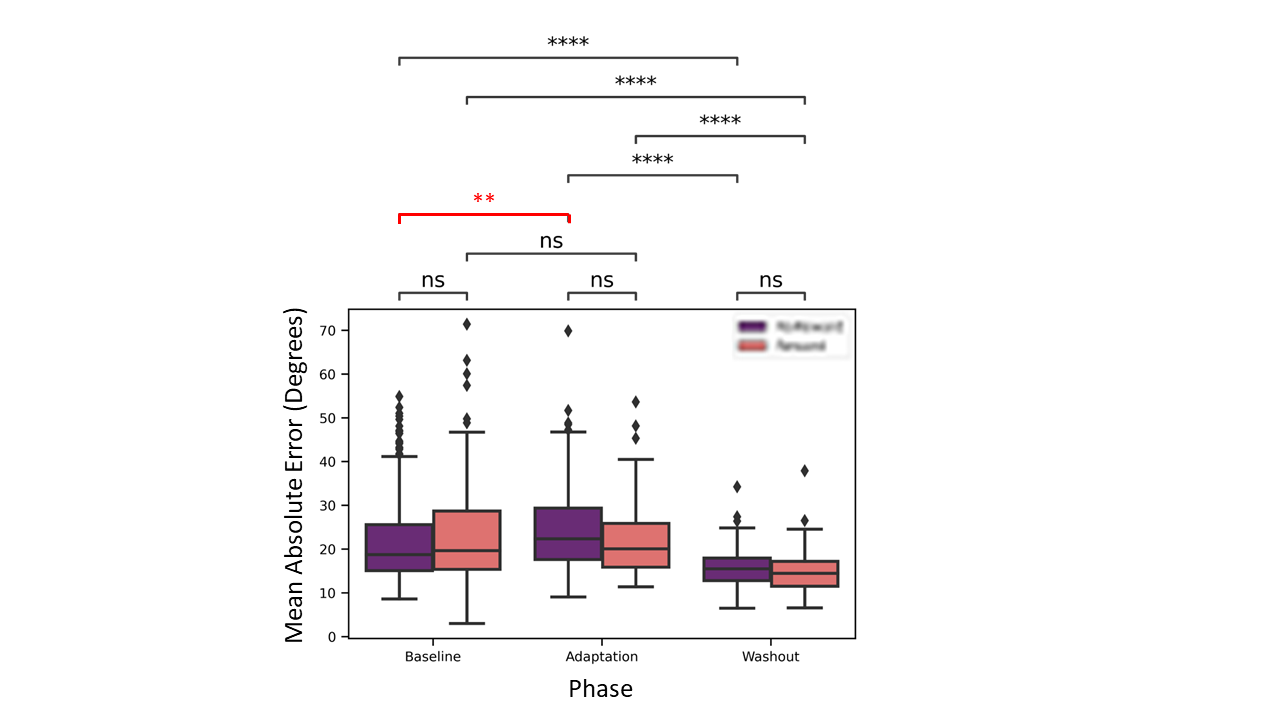 ****
****
****
****
**
ns
ns ns ns
70
60
50
40
30
20
10
0
Mean Absolute Error (Degrees)
Baseline Adaptation Washout
Phase